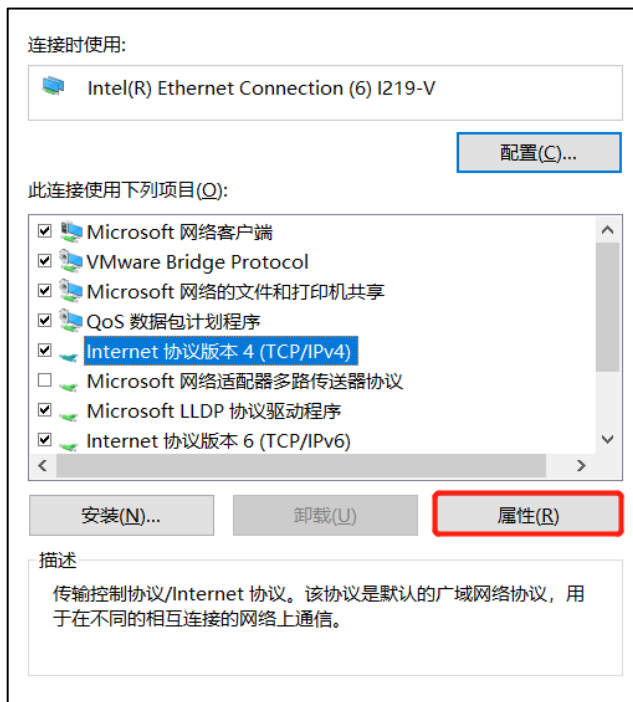 连接时使用:
Intel(R) Ethernet Connection (6) I219-V
配置(C)...
此连接使用下列项目(O):
Microsoft 网络客户端
VMware Bridge Protocol
Microsoft 网络的文件和打印机共享
QoS 数据包计划程序
Internet 协议版本 4 (TCP/IPv4)
Microsoft 网络适配器多路传送器协议
Microsoft LLDP 协议驱动程序
Internet 协议版本 6 (TCP/IPv6)
安装(N)... 卸载(U) 属性(R)
描述
传输控制协议/Internet 协议。该协议是默认的广域网络协议，用
于在不同的相互连接的网络上通信。